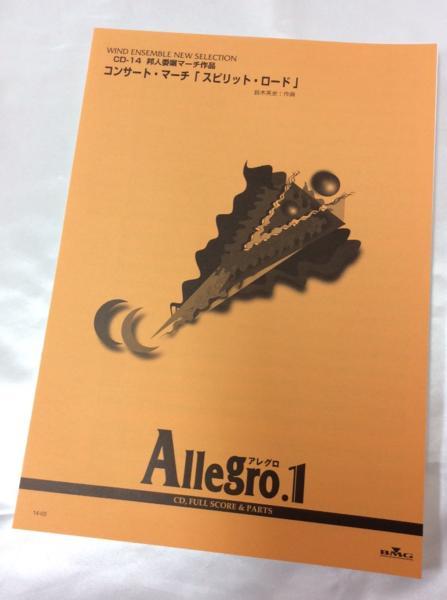 WIND ENSEMBLE NEW SELECTION
CD-14 邦人委嘱マーチ作品
コンサート・マーチ「スピリット・ロード」
鈴木英史：作曲
Allegro.1
アレグロ
CD, FULL SCORE & PARTS
14-03
BMG